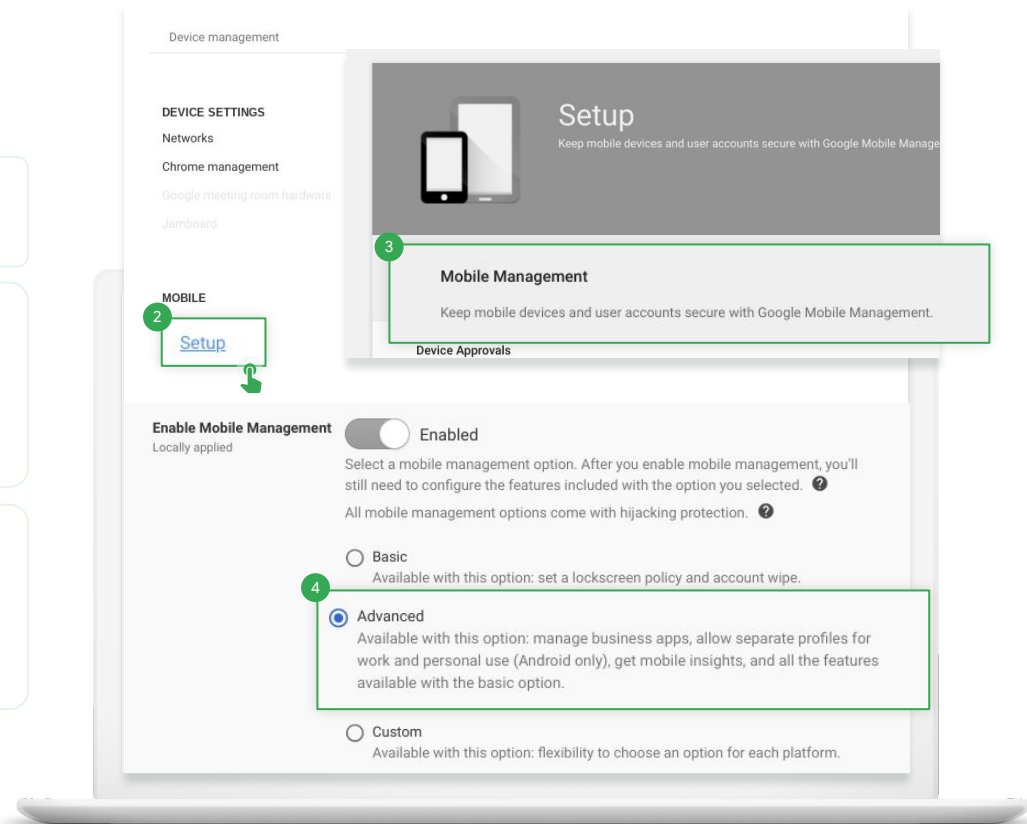 Device management
DEVICE SETTINGS
Networks
Chrome management
Google meeting room hardware
Jamboard
MOBILE
2
Setup
Setup
Keep mobile devices and user accounts secure with Google Mobile Manage
3
Mobile Management
Keep mobile devices and user accounts secure with Google Mobile Management.
Device Approvals
Enable Mobile Management
Locally applied
Enabled
Select a mobile management option. After you enable mobile management, you'll
still need to configure the features included with the option you selected. ?
All mobile management options come with hijacking protection. ?
Basic
Available with this option: set a lockscreen policy and account wipe.
4
Advanced
Available with this option: manage business apps, allow separate profiles for
work and personal use (Android only), get mobile insights, and all the features
available with the basic option.
Custom
Available with this option: flexibility to choose an option for each platform.